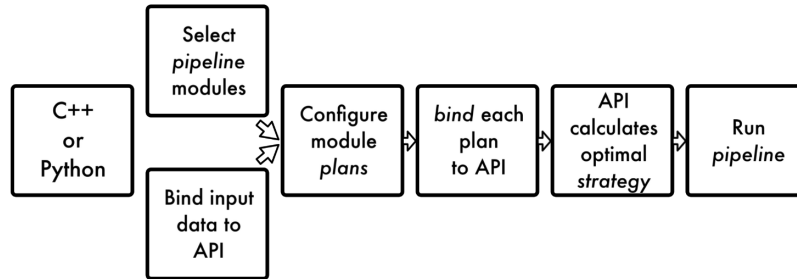 C++
or
Python
Select
pipeline
modules
Bind input
data to
API
Configure
module
plans
bind each
plan
to API
API
calculates
optimal
strategy
Run
pipeline